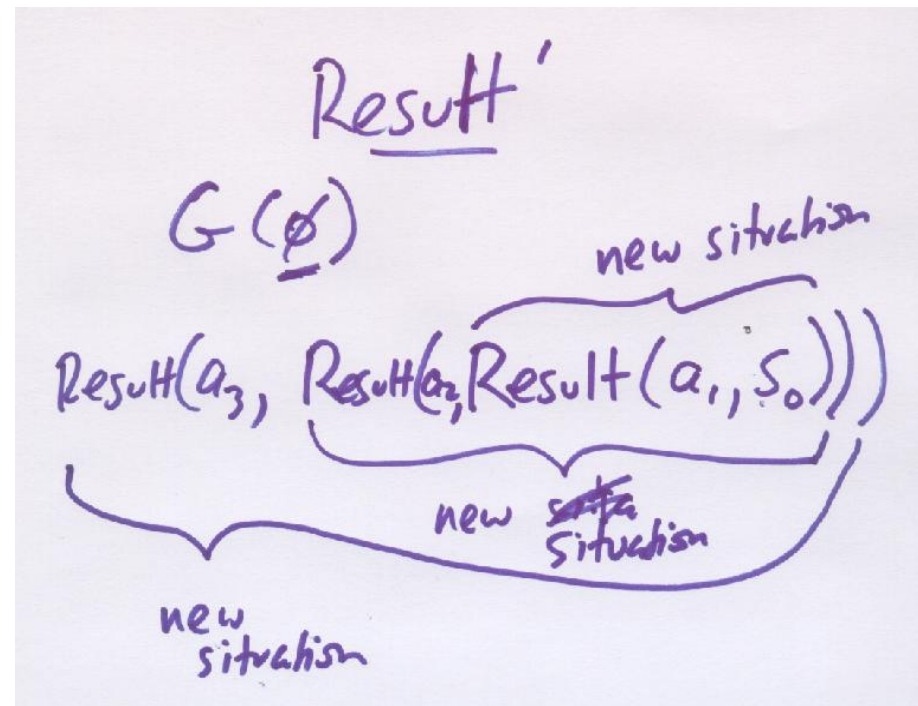 Result'
G(ϕ)
new situation
Result(a₃, Result(a₂, Result(a₁, S₀)))
new situation
new
situation